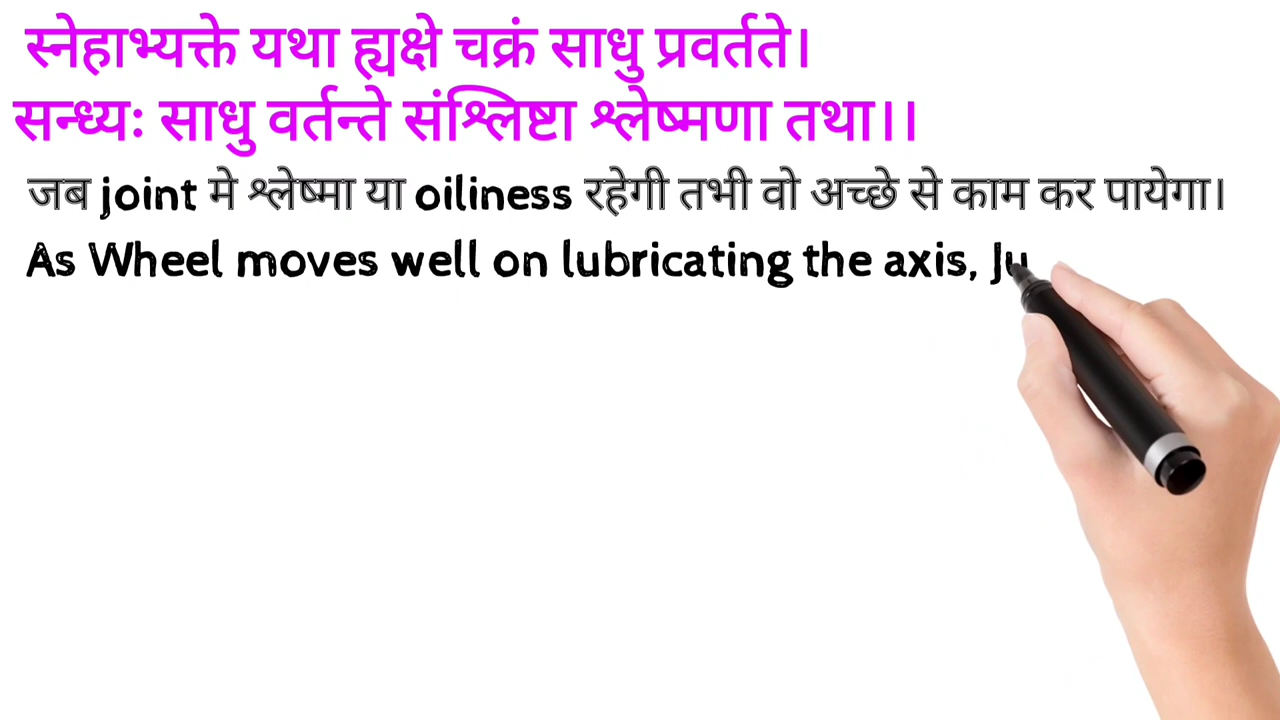 स्नेहाभ्यक्ते यथा ह्यक्षे चक्रं साधु प्रवर्तते।
सन्ध्यः साधु वर्तन्ते संश्लिष्टा श्लेष्मणा तथा।।
जब joint मे श्लेष्मा या oiliness रहेगी तभी वो अच्छे से काम कर पायेगा।
As Wheel moves well on lubricating the axis, Ju